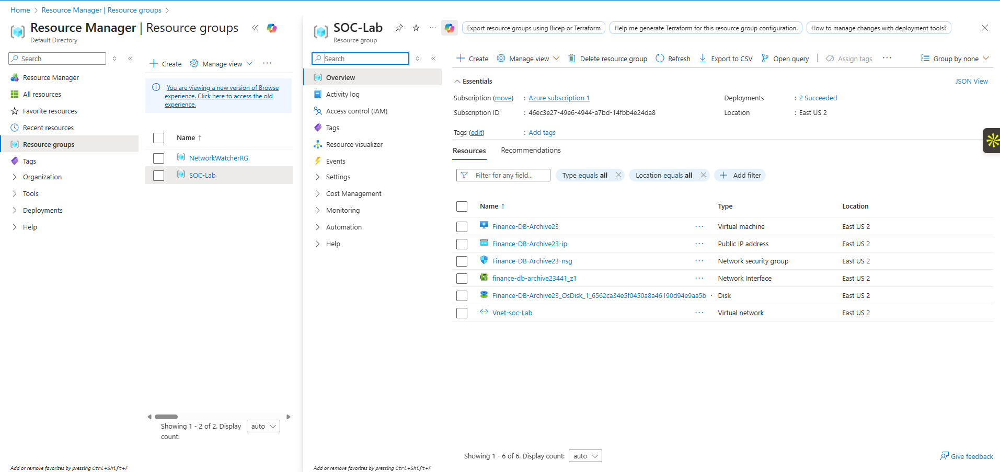 Home > Resource Manager | Resource groups >
Resource Manager | Resource groups
Default Directory
Search
Resource Manager
All resources
Favorite resources
Recent resources
Resource groups
Tags
Organization
Tools
Deployments
Help
Add or remove favorites by pressing Ctrl+Shift+F
Create
Manage view
You are viewing a new version of Browse
experience. Click here to access the old
experience.
Name ↑
NetworkWatcherRG
SOC-Lab
Showing 1 - 2 of 2. Display
count:
auto
SOC-Lab
Resource group
Export resource groups using Bicep or Terraform
Help me generate Terraform for this resource group configuration.
How to manage changes with deployment tools?
Search
Overview
Activity log
Access control (IAM)
Tags
Resource visualizer
Events
Settings
Cost Management
Monitoring
Automation
Help
Add or remove favorites by pressing Ctrl+Shift+F
Create
Manage view
Delete resource group
Refresh
Export to CSV
Open query
Assign tags
Group by none
Essentials
JSON View
Subscription (move) : Azure subscription 1
Subscription ID : 46ec3e27-49e6-4944-a7bd-14fbb4e24da8
Deployments : 2 Succeeded
Location : East US 2
Tags (edit) : Add tags
Resources
Recommendations
Filter for any field...
Type equals all
Location equals all
Add filter
Name ↑ Type Location
Finance-DB-Archive23 Virtual machine East US 2
Finance-DB-Archive23-ip Public IP address East US 2
Finance-DB-Archive23-nsg Network security group East US 2
finance-db-archive23441_z1 Network Interface East US 2
Finance-DB-Archive23_OsDisk_1_6562ca34e5f0450a8a46190d94e9aa5b Disk East US 2
Vnet-soc-Lab Virtual network East US 2
Showing 1 - 6 of 6. Display count: auto
Give feedback